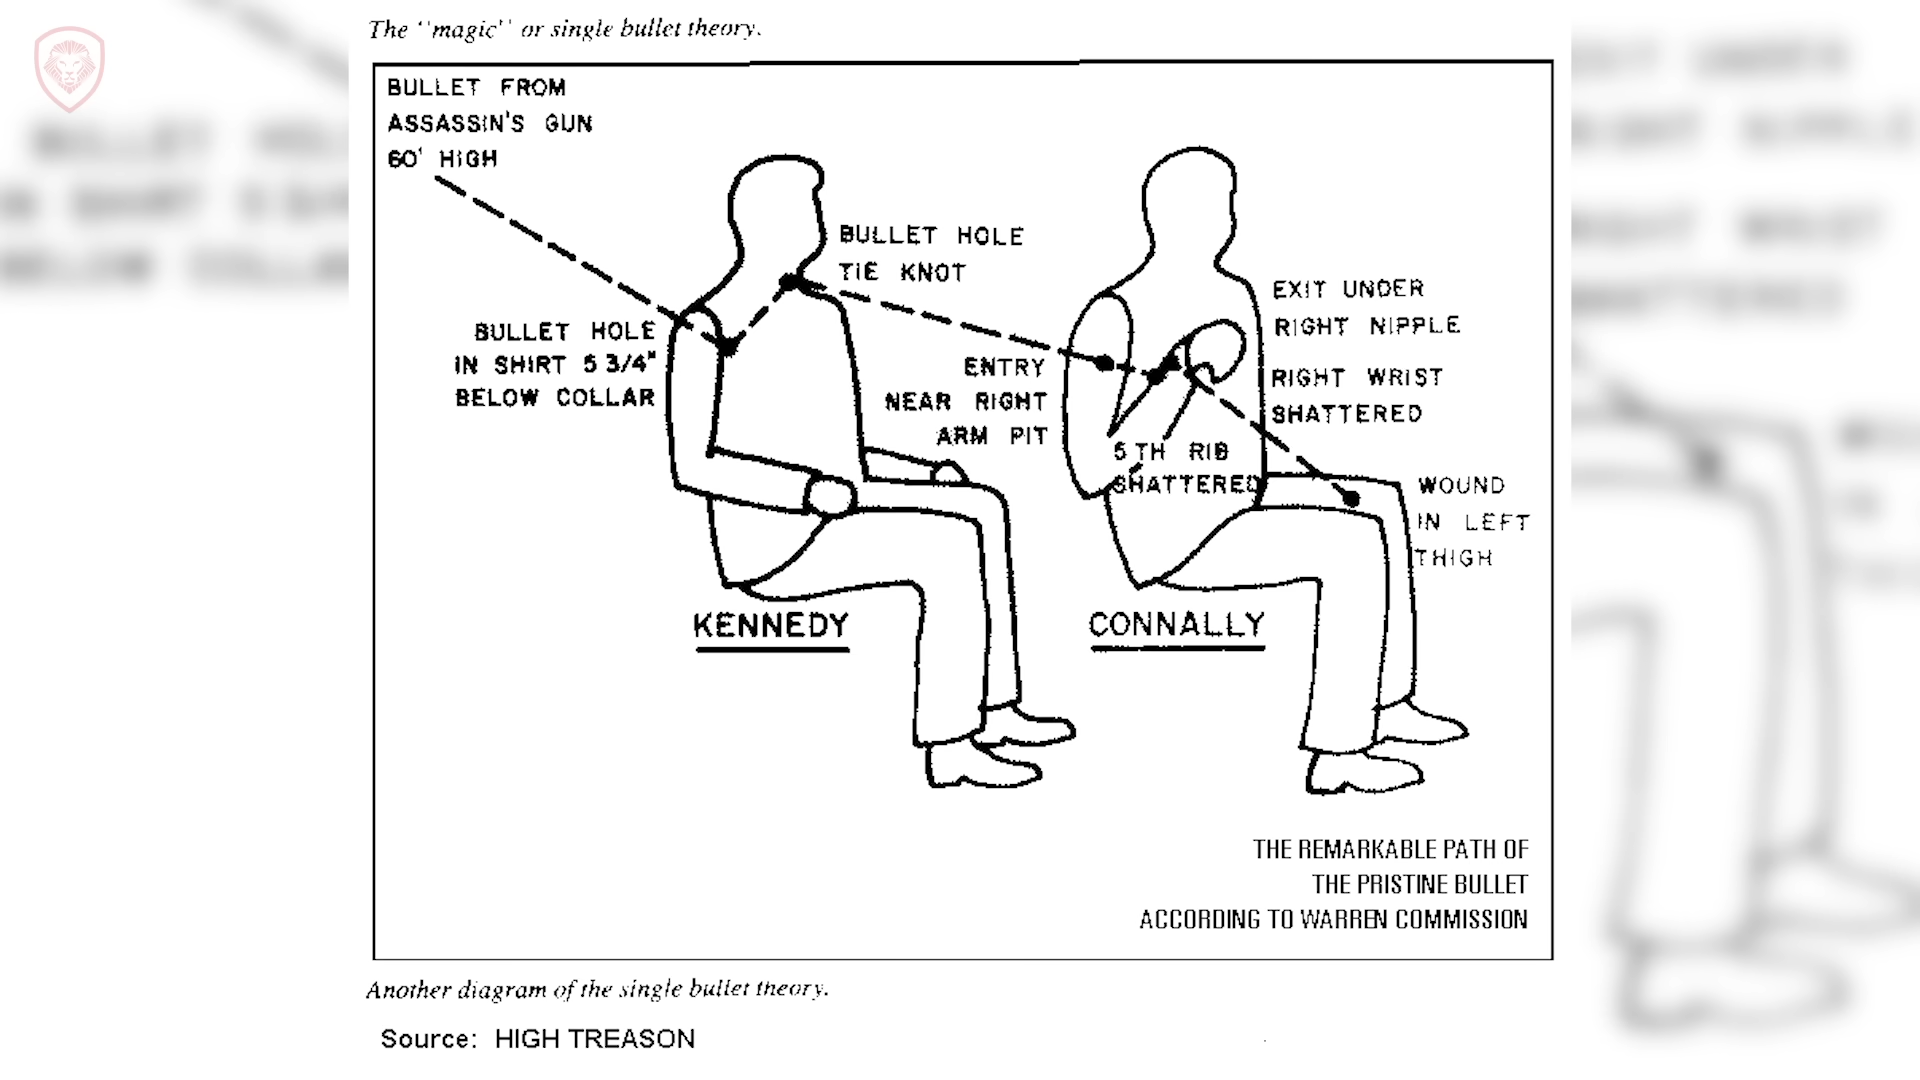 The "magic" or single bullet theory.
BULLET FROM
ASSASSIN'S GUN
60' HIGH
BULLET HOLE
TIE KNOT
BULLET HOLE
IN SHIRT 5 3/4"
BELOW COLLAR
ENTRY
NEAR RIGHT
ARM PIT
EXIT UNDER
RIGHT NIPPLE
RIGHT WRIST
SHATTERED
5 TH RIB
SHATTERED
WOUND
IN LEFT
THIGH
KENNEDY
CONNALLY
THE REMARKABLE PATH OF
THE PRISTINE BULLET
ACCORDING TO WARREN COMMISSION
Another diagram of the single bullet theory.
Source: HIGH TREASON